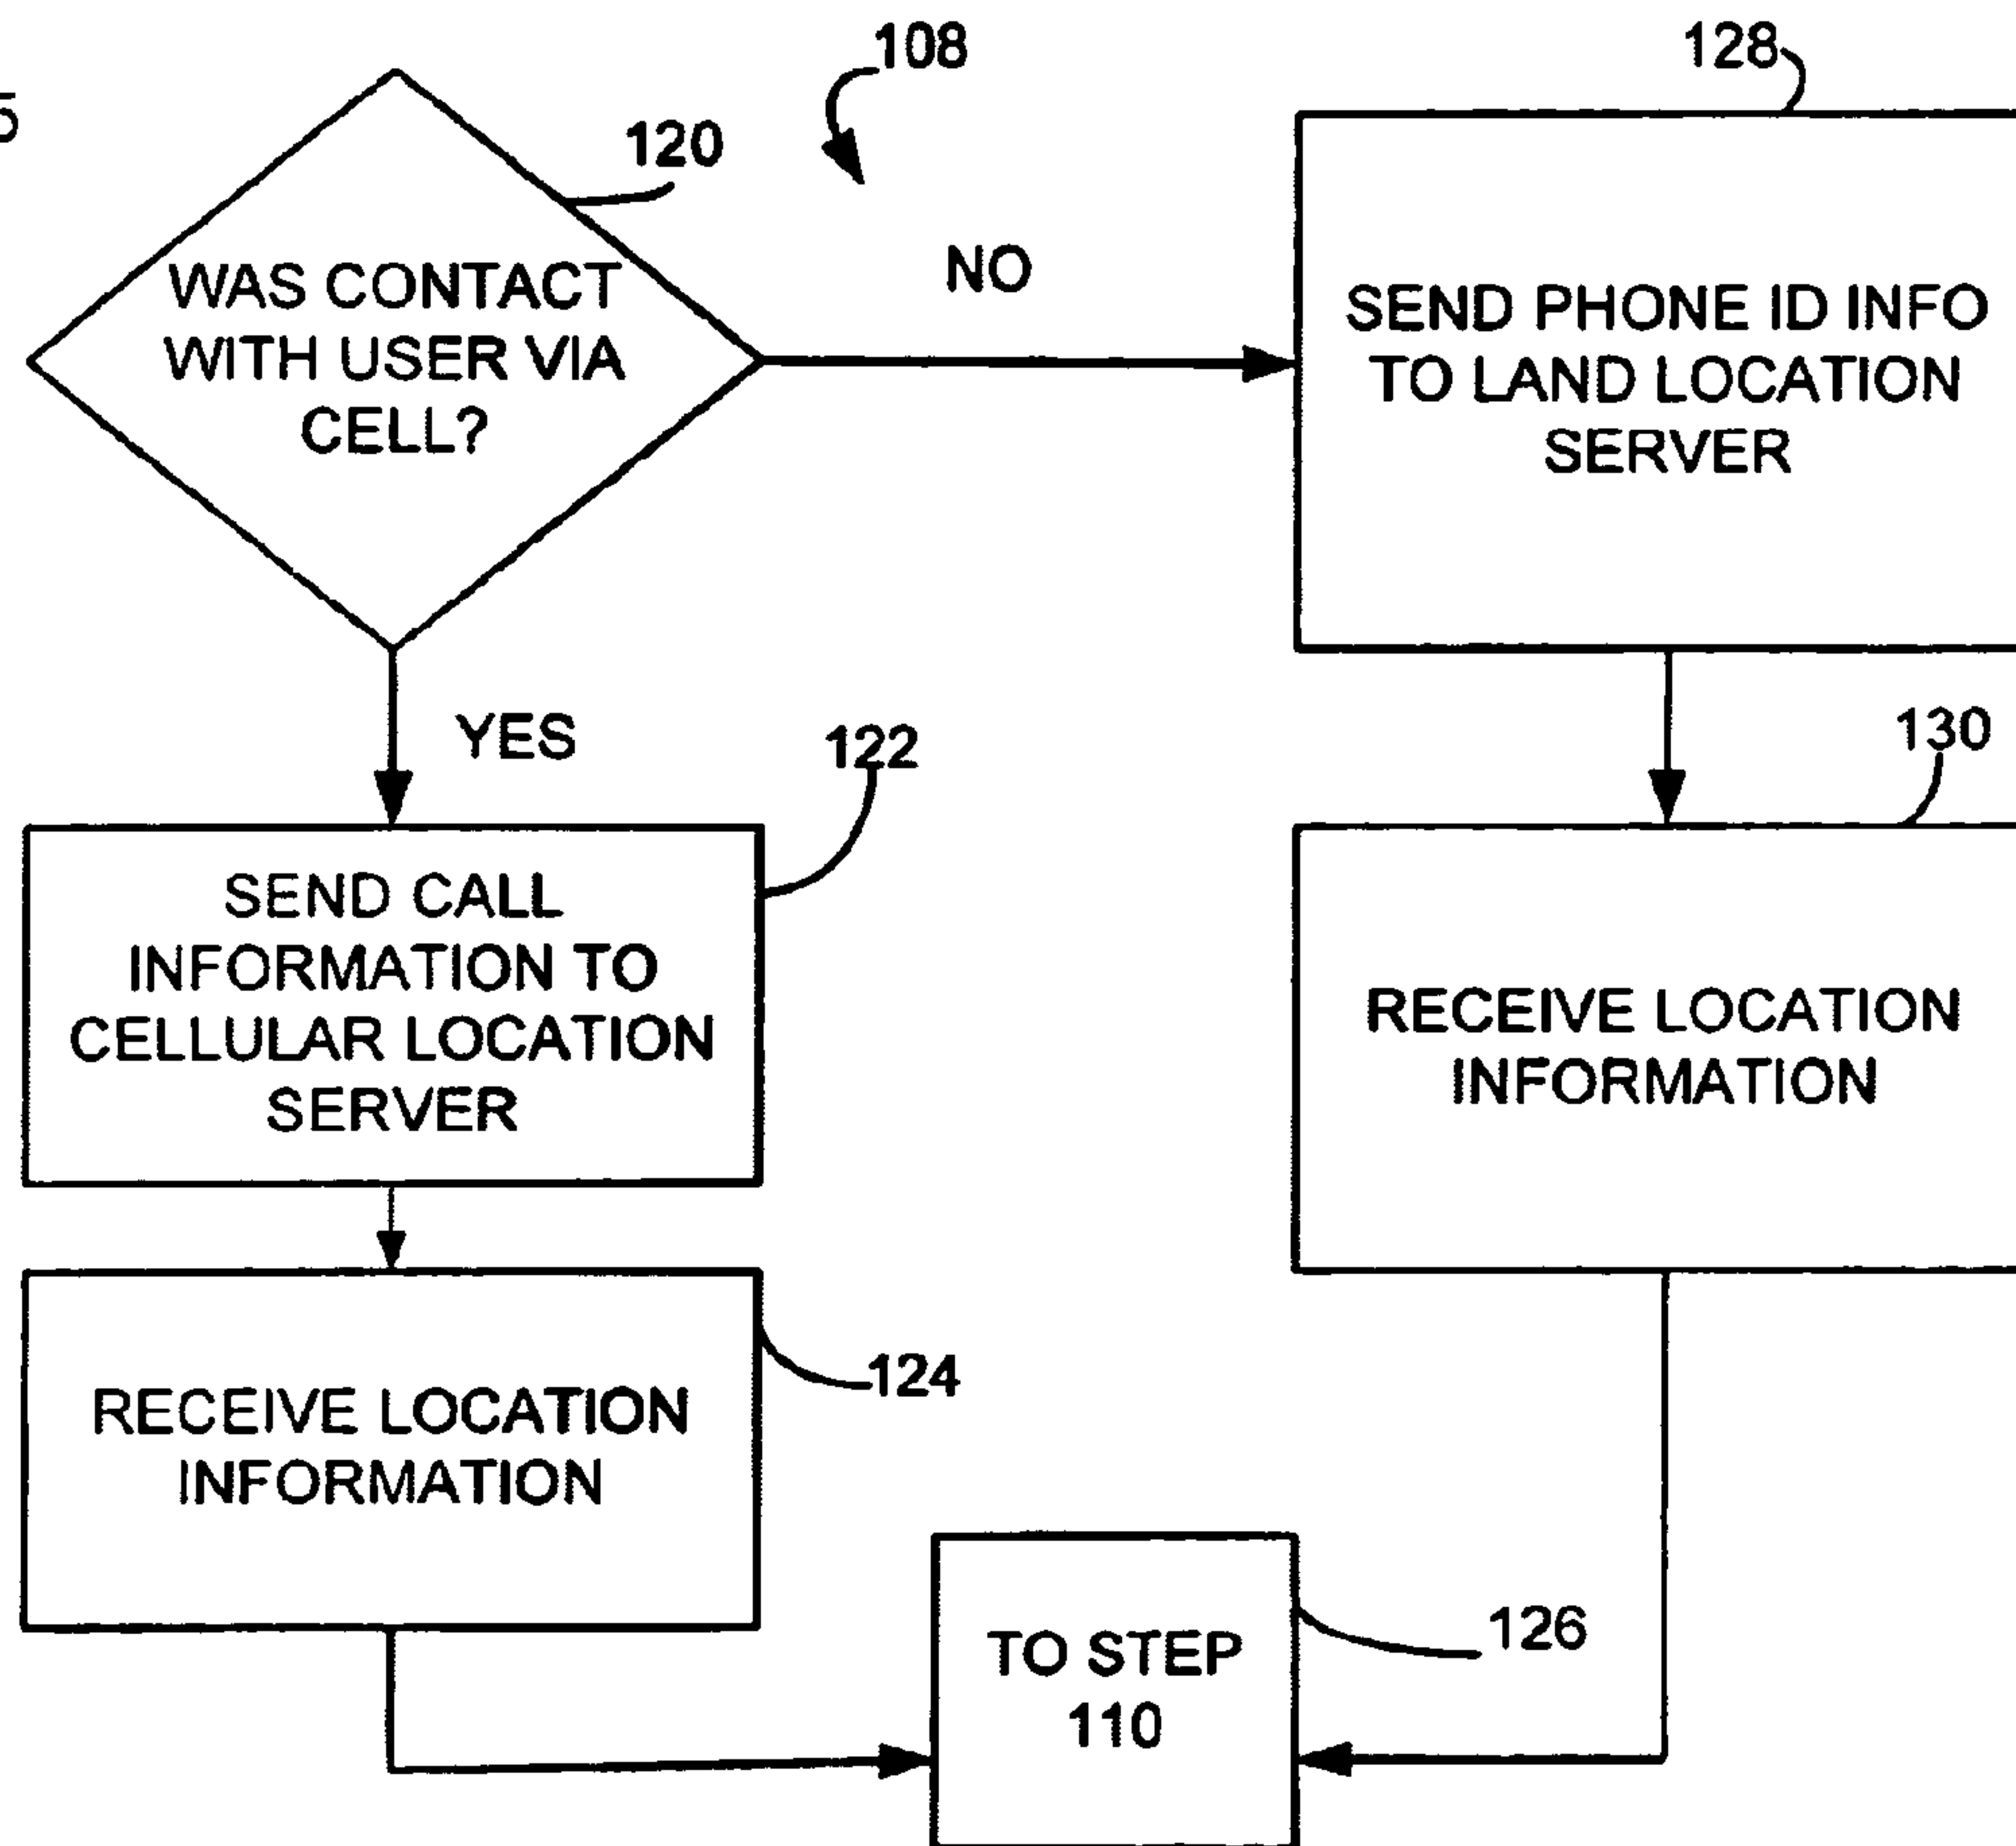 108
128
5
120
WAS CONTACT
WITH USER VIA
CELL?
NO
SEND PHONE ID INFO
TO LAND LOCATION
SERVER
YES
122
130
SEND CALL
INFORMATION TO
CELLULAR LOCATION
SERVER
RECEIVE LOCATION
INFORMATION
124
RECEIVE LOCATION
INFORMATION
TO STEP
110
126